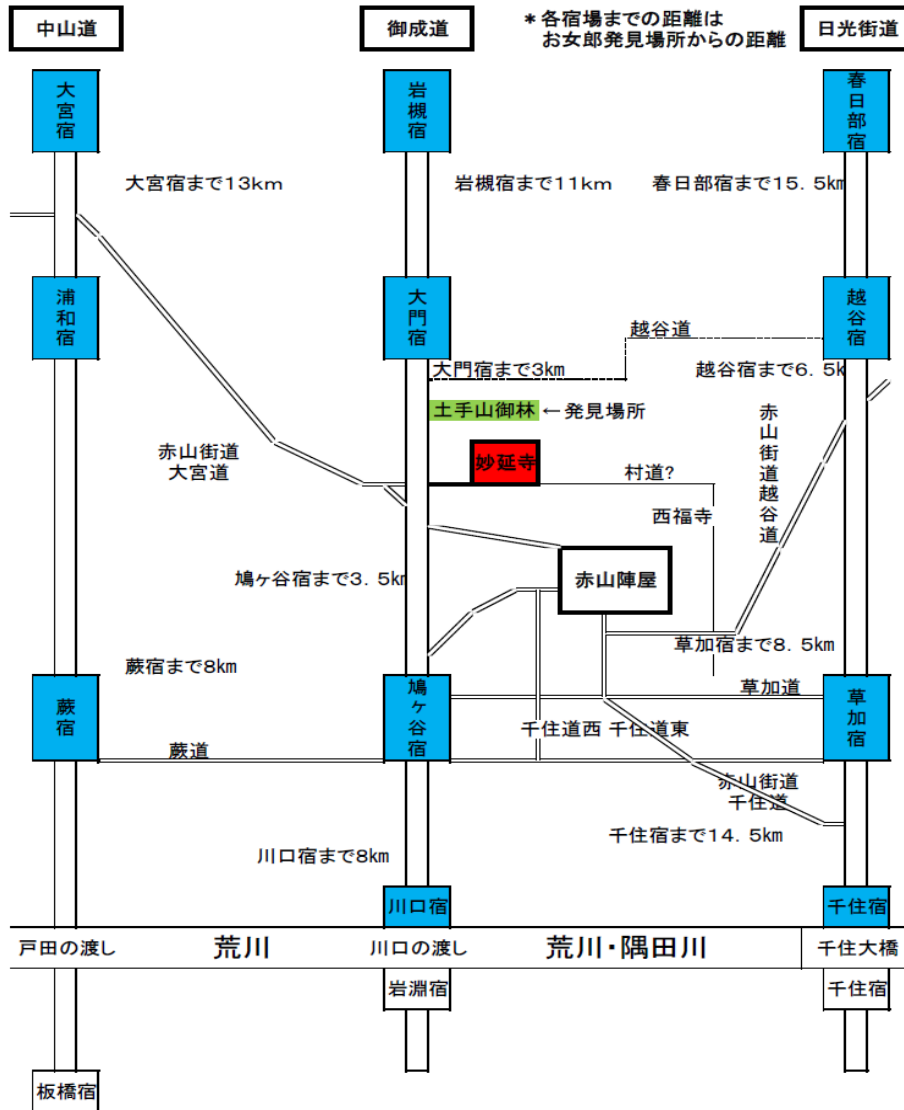 中山道
御成道
＊各宿場までの距離は
お女郎発見場所からの距離
日光街道
大宮宿
岩槻宿
春日部宿
大宮宿まで13km
岩槻宿まで11km
春日部宿まで15.5km
浦和宿
大門宿
越谷宿
越谷道
大門宿まで3km
越谷宿まで6.5k
土手山御林
←発見場所
赤山街道越谷道
赤山街道
大宮道
妙延寺
村道?
西福寺
鳩ヶ谷宿まで3.5km
赤山陣屋
草加宿まで8.5km
蕨宿まで8km
蕨宿
鳩ヶ谷宿
草加宿
草加道
千住道西
千住道東
蕨道
赤山街道
千住道
千住宿まで14.5km
川口宿まで8km
川口宿
千住宿
戸田の渡し
荒川
川口の渡し
荒川・隅田川
千住大橋
岩淵宿
千住宿
板橋宿